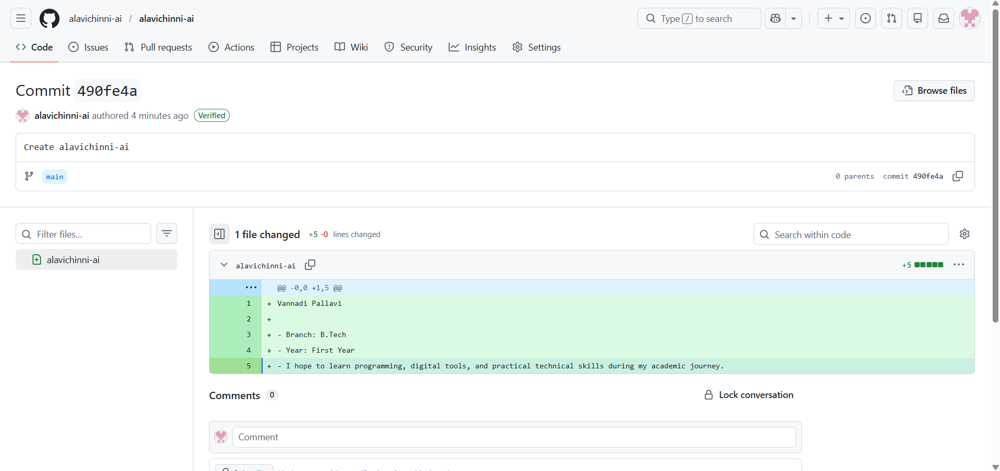 alavichinni-ai / alavichinni-ai
Type / to search
Code Issues Pull requests Actions Projects Wiki Security Insights Settings
Commit 490fe4a
Browse files
alavichinni-ai authored 4 minutes ago Verified
Create alavichinni-ai
main
0 parents commit 490fe4a
Filter files...
alavichinni-ai
1 file changed +5 -0 lines changed
Search within code
alavichinni-ai
+5
@@ -0,0 +1,5 @@
1 + Vannadi Pallavi
2 +
3 + - Branch: B.Tech
4 + - Year: First Year
5 + - I hope to learn programming, digital tools, and practical technical skills during my academic journey.
Comments 0
Lock conversation
Comment